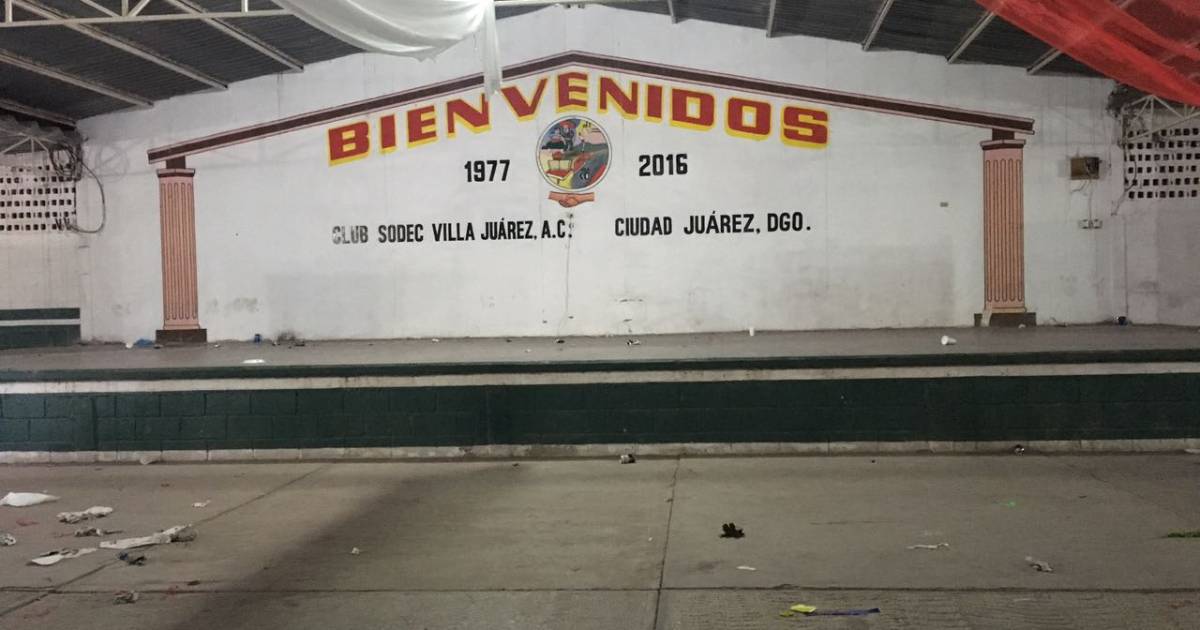 BIENVENIDOS
1977 2016
CLUB SODEC VILLA JUÁREZ, A.C. CIUDAD JUÁREZ, DGO.